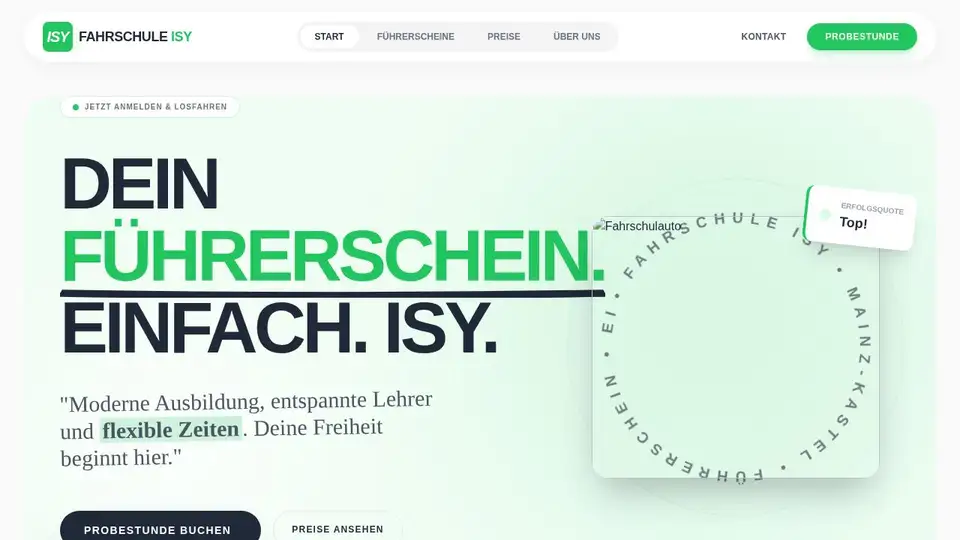 ISY FAHRSCHULE ISY
START
FÜHRERSCHEINE
PREISE
ÜBER UNS
KONTAKT
PROBESTUNDE
JETZT ANMELDEN & LOSFAHREN
DEIN
FÜHRERSCHEIN.
EINFACH. ISY.
"Moderne Ausbildung, entspannte Lehrer
und flexible Zeiten. Deine Freiheit
beginnt hier."
PROBESTUNDE BUCHEN
PREISE ANSEHEN
Fahrschulauto
FAHRSCHULE ISY • MAINZ-KASTEL • FÜHRERSCHEIN • EI •
ERFOLGSQUOTE
Top!